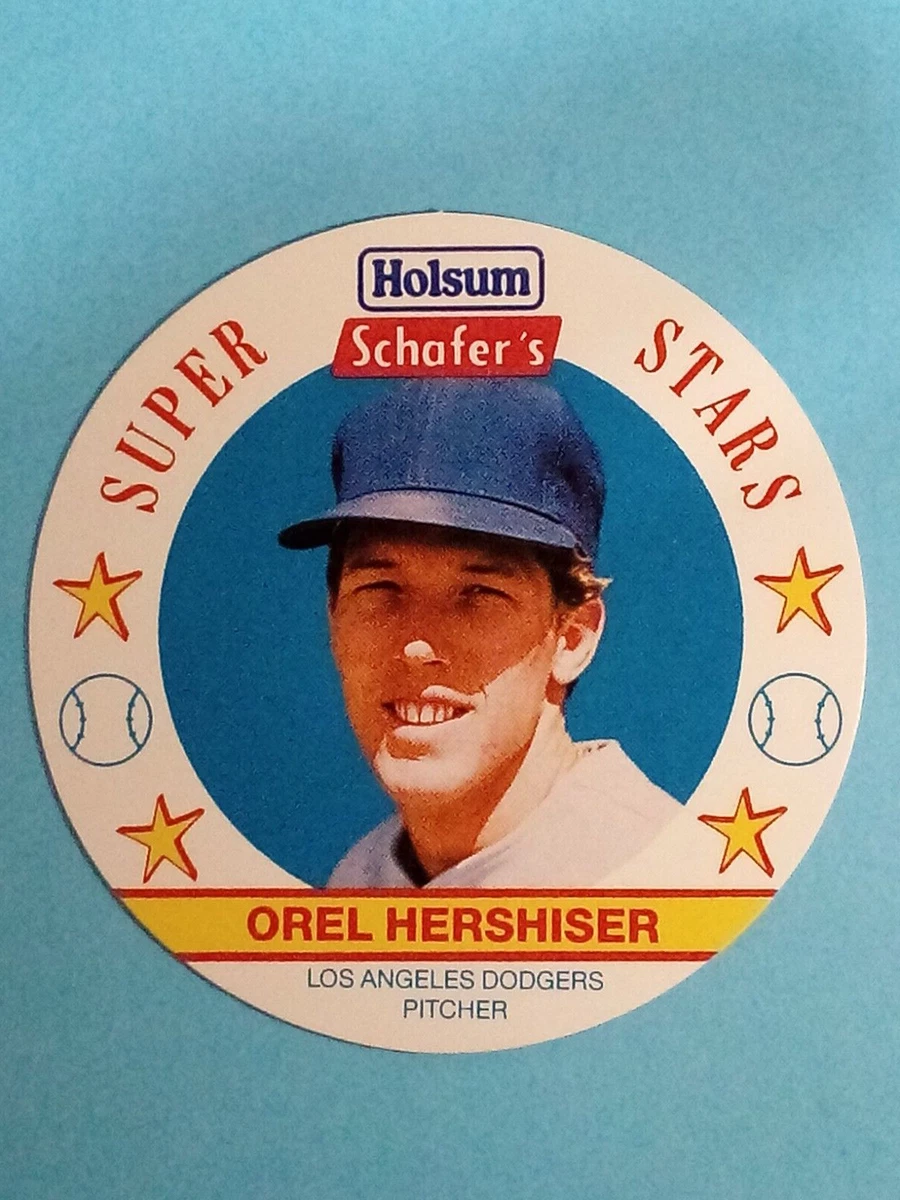 Holsum
Schafer's
SUPER STARS
OREL HERSHISER
LOS ANGELES DODGERS
PITCHER